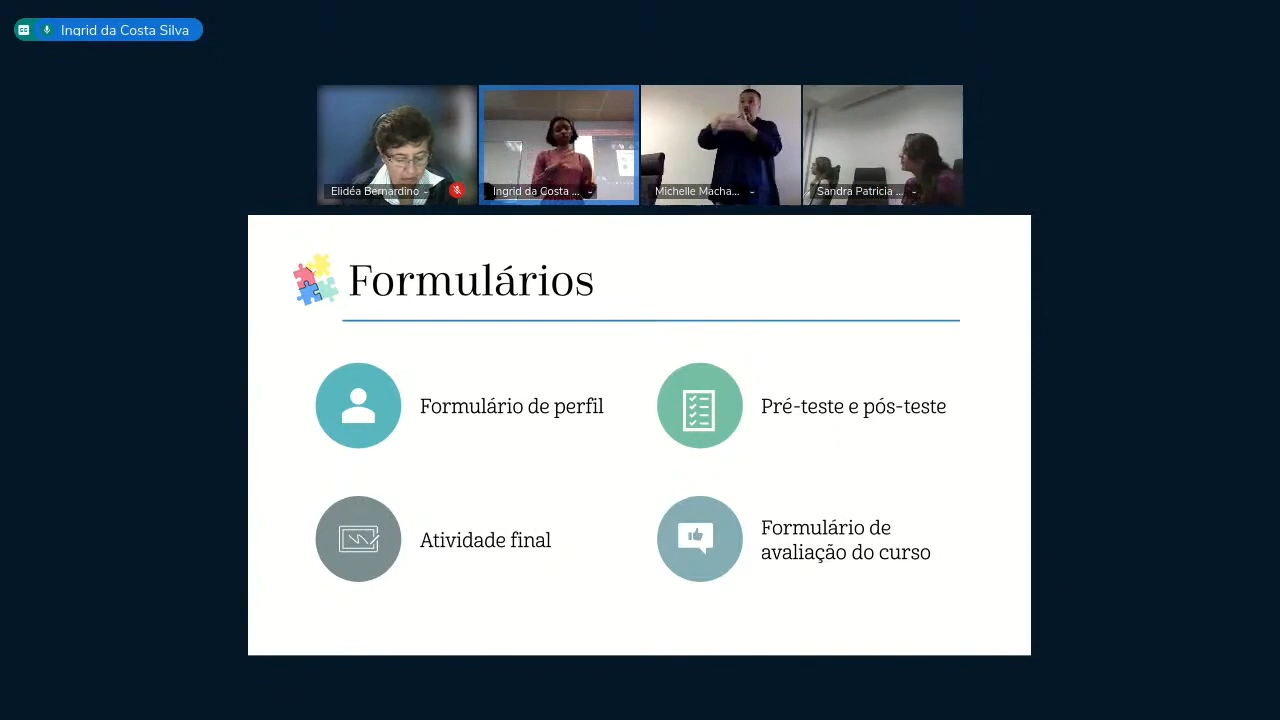 Ingrid da Costa Silva
Elidéa Bernardino
Ingrid da Costa ...
Michelle Macha...
Sandra Patricia ...
Formulários
Formulário de perfil
Pré-teste e pós-teste
Atividade final
Formulário de
avaliação do curso